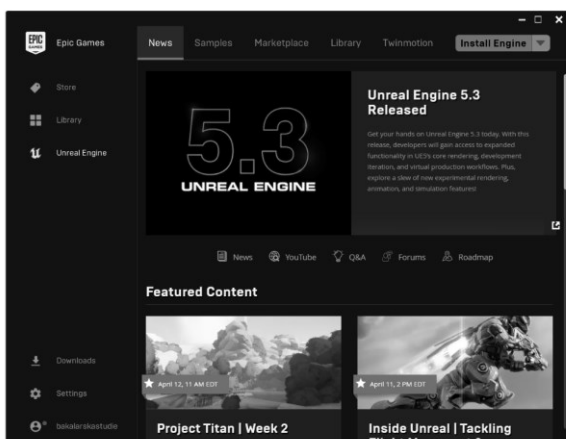 EPIC GAMES
Epic Games
News Samples Marketplace Library Twinmotion Install Engine
Store
Library
Unreal Engine
5.3
UNREAL ENGINE
Unreal Engine 5.3
Released
Get your hands on Unreal Engine 5.3 today. With this
release, developers will gain access to expanded
functionality in UE5's core rendering, development
iteration, and virtual production workflows. Plus,
explore a slew of new experimental rendering,
animation, and simulation features!
News YouTube Q&A Forums Roadmap
Featured Content
April 12, 11 AM EDT
Project Titan | Week 2
April 11, 2 PM EDT
Inside Unreal | Tackling
Downloads
Settings
bakalarskastudie